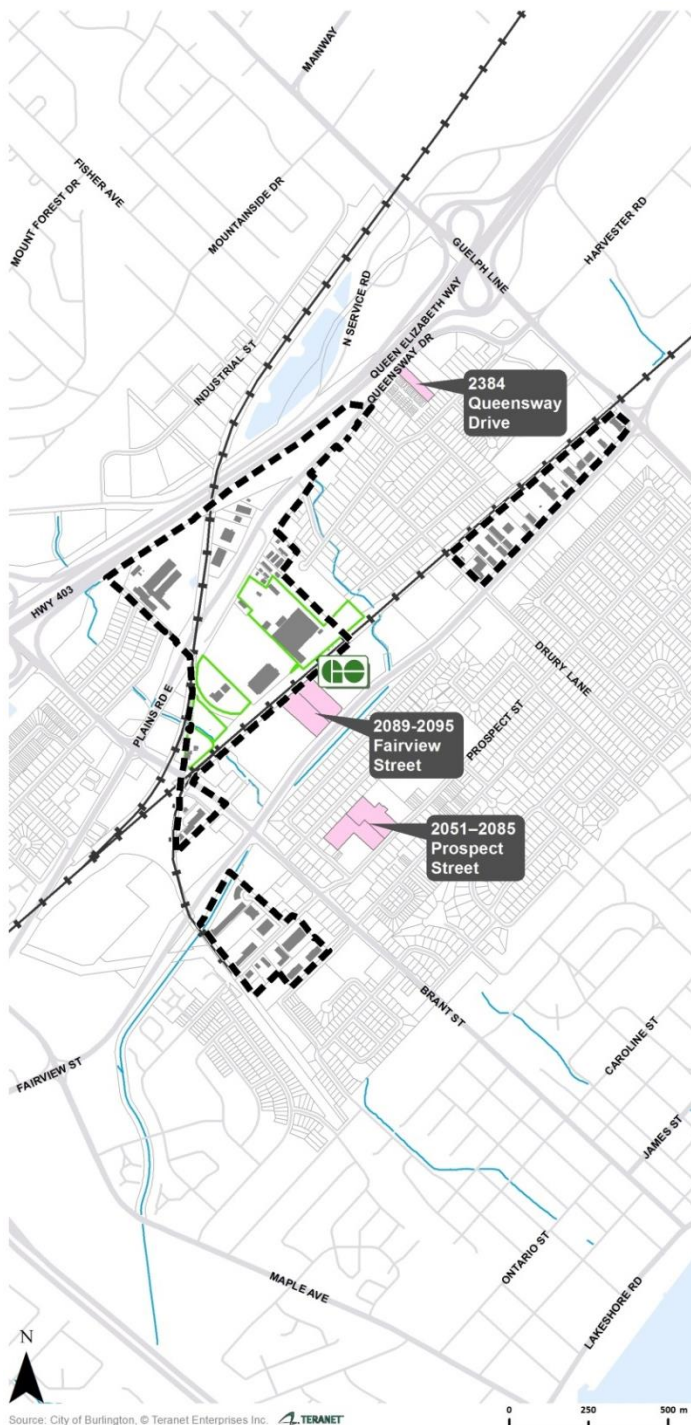 MAINWAY
FISHER AVE
MOUNT FOREST DR
MOUNTAINSIDE DR
GUELPH LINE
HARVESTER RD
N SERVICE RD
QUEEN ELIZABETH WAY
QUEENSWAY DR
INDUSTRIAL ST
2384
Queensway
Drive
HWY 403
PLAINS RD E
GO
DRURY LANE
PROSPECT ST
2089-2095
Fairview
Street
2051–2085
Prospect
Street
BRANT ST
FAIRVIEW ST
CAROLINE ST
JAMES ST
ONTARIO ST
MAPLE AVE
LAKESHORE RD
N
Source: City of Burlington, © Teranet Enterprises Inc. TERANET
0 250 500 m